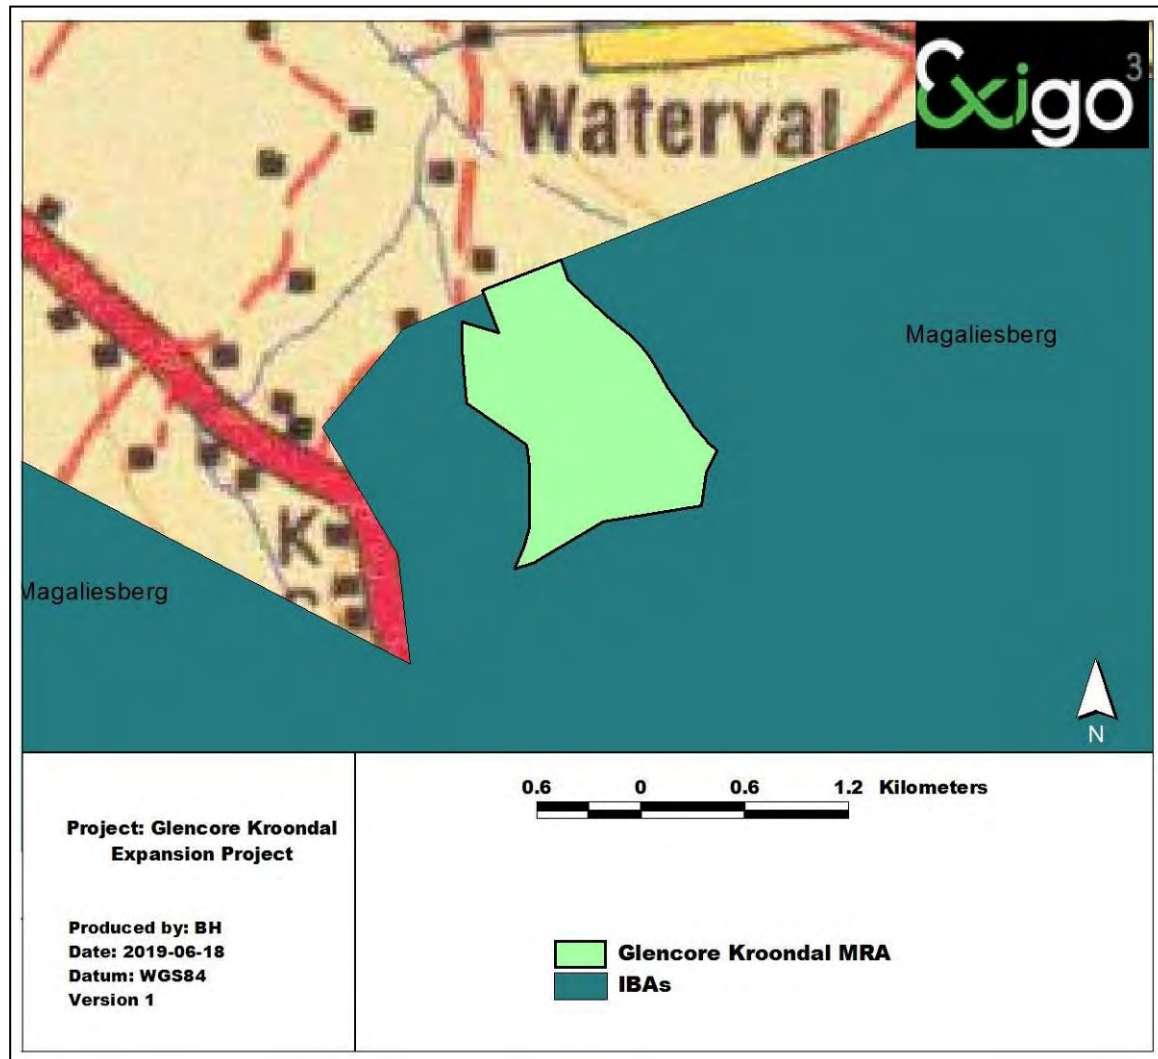 Exigo3
Waterval
Magaliesberg
K
Magaliesberg
N
0.6 0 0.6 1.2 Kilometers
Project: Glencore Kroondal
Expansion Project
Produced by: BH
Date: 2019-06-18
Datum: WGS84
Version 1
Glencore Kroondal MRA
IBAs